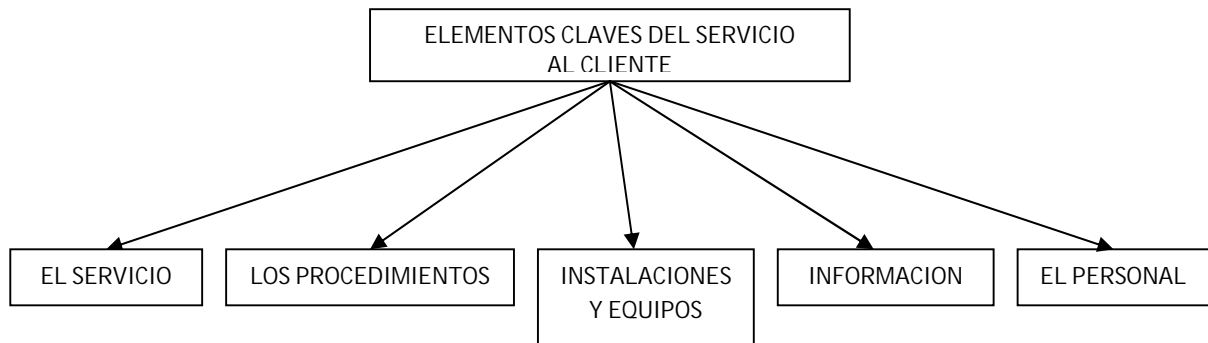 ELEMENTOS CLAVES DEL SERVICIO
AL CLIENTE
EL SERVICIO
LOS PROCEDIMIENTOS
INSTALACIONES
Y EQUIPOS
INFORMACION
EL PERSONAL